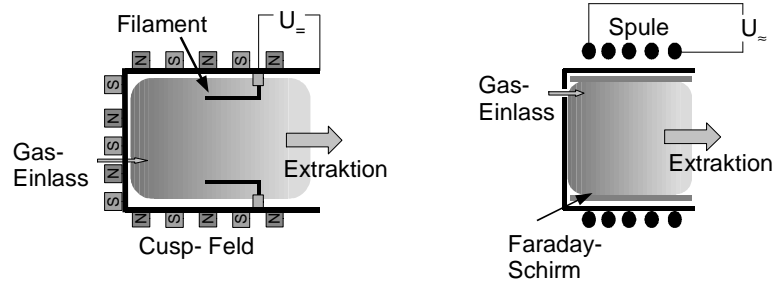 Filament
U=
N S N S N
S
N
S
N
S
Gas-
Einlass
Extraktion
N S N S N
Cusp- Feld
Spule
U≈
Gas-
Einlass
Extraktion
Faraday-
Schirm